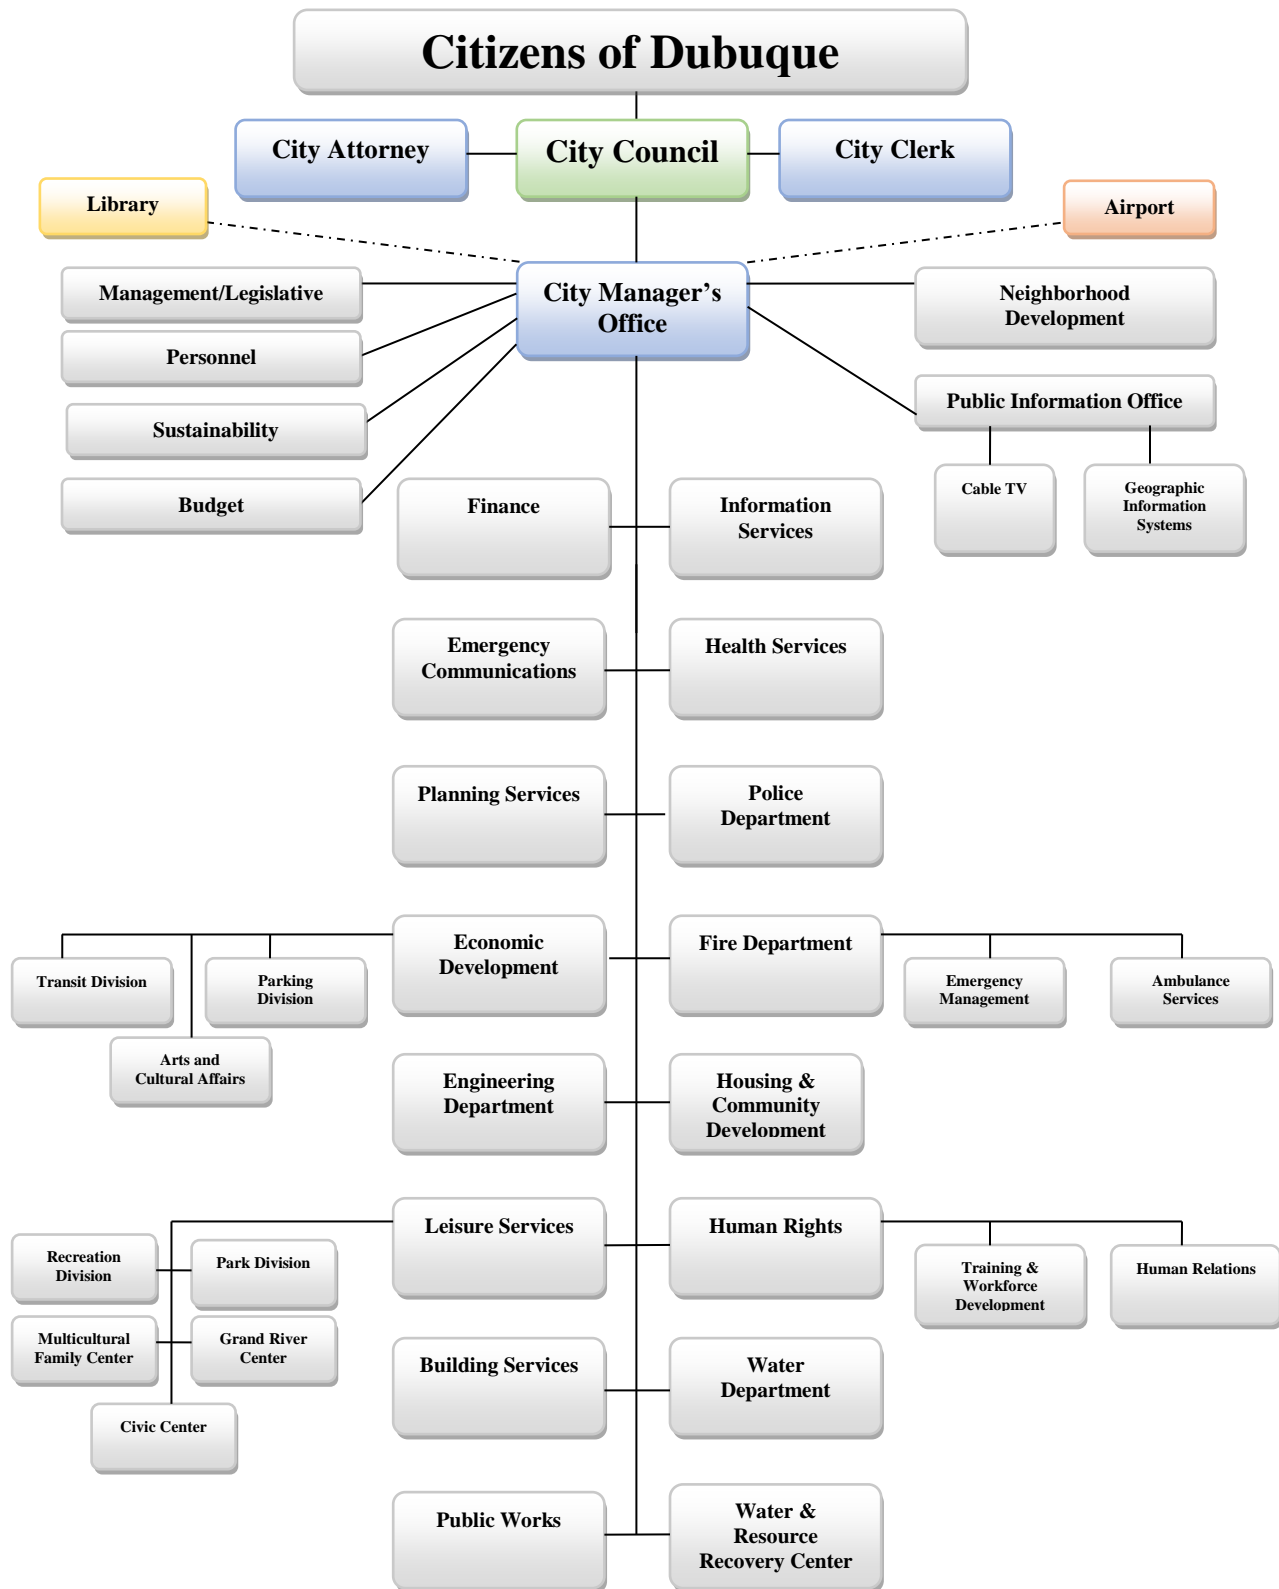 Citizens of Dubuque
City Attorney
City Council
City Clerk
Library
Airport
City Manager's
Office
Management/Legislative
Personnel
Sustainability
Budget
Neighborhood
Development
Public Information Office
Cable TV
Geographic
Information
Systems
Finance
Information
Services
Emergency
Communications
Health Services
Planning Services
Police
Department
Economic
Development
Transit Division
Parking
Division
Arts and
Cultural Affairs
Fire Department
Emergency
Management
Ambulance
Services
Engineering
Department
Housing &
Community
Development
Leisure Services
Recreation
Division
Park Division
Multicultural
Family Center
Grand River
Center
Civic Center
Human Rights
Training &
Workforce
Development
Human Relations
Building Services
Water
Department
Public Works
Water &
Resource
Recovery Center